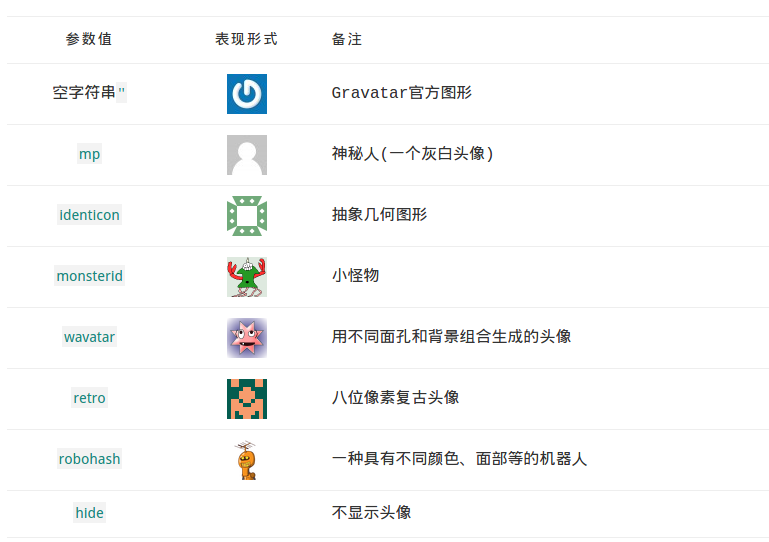 参数值 表现形式 备注
空字符串'' Gravatar官方图形
mp 神秘人(一个灰白头像)
identicon 抽象几何图形
monsterid 小怪物
wavatar 用不同面孔和背景组合生成的头像
retro 八位像素复古头像
robohash 一种具有不同颜色、面部等的机器人
hide 不显示头像